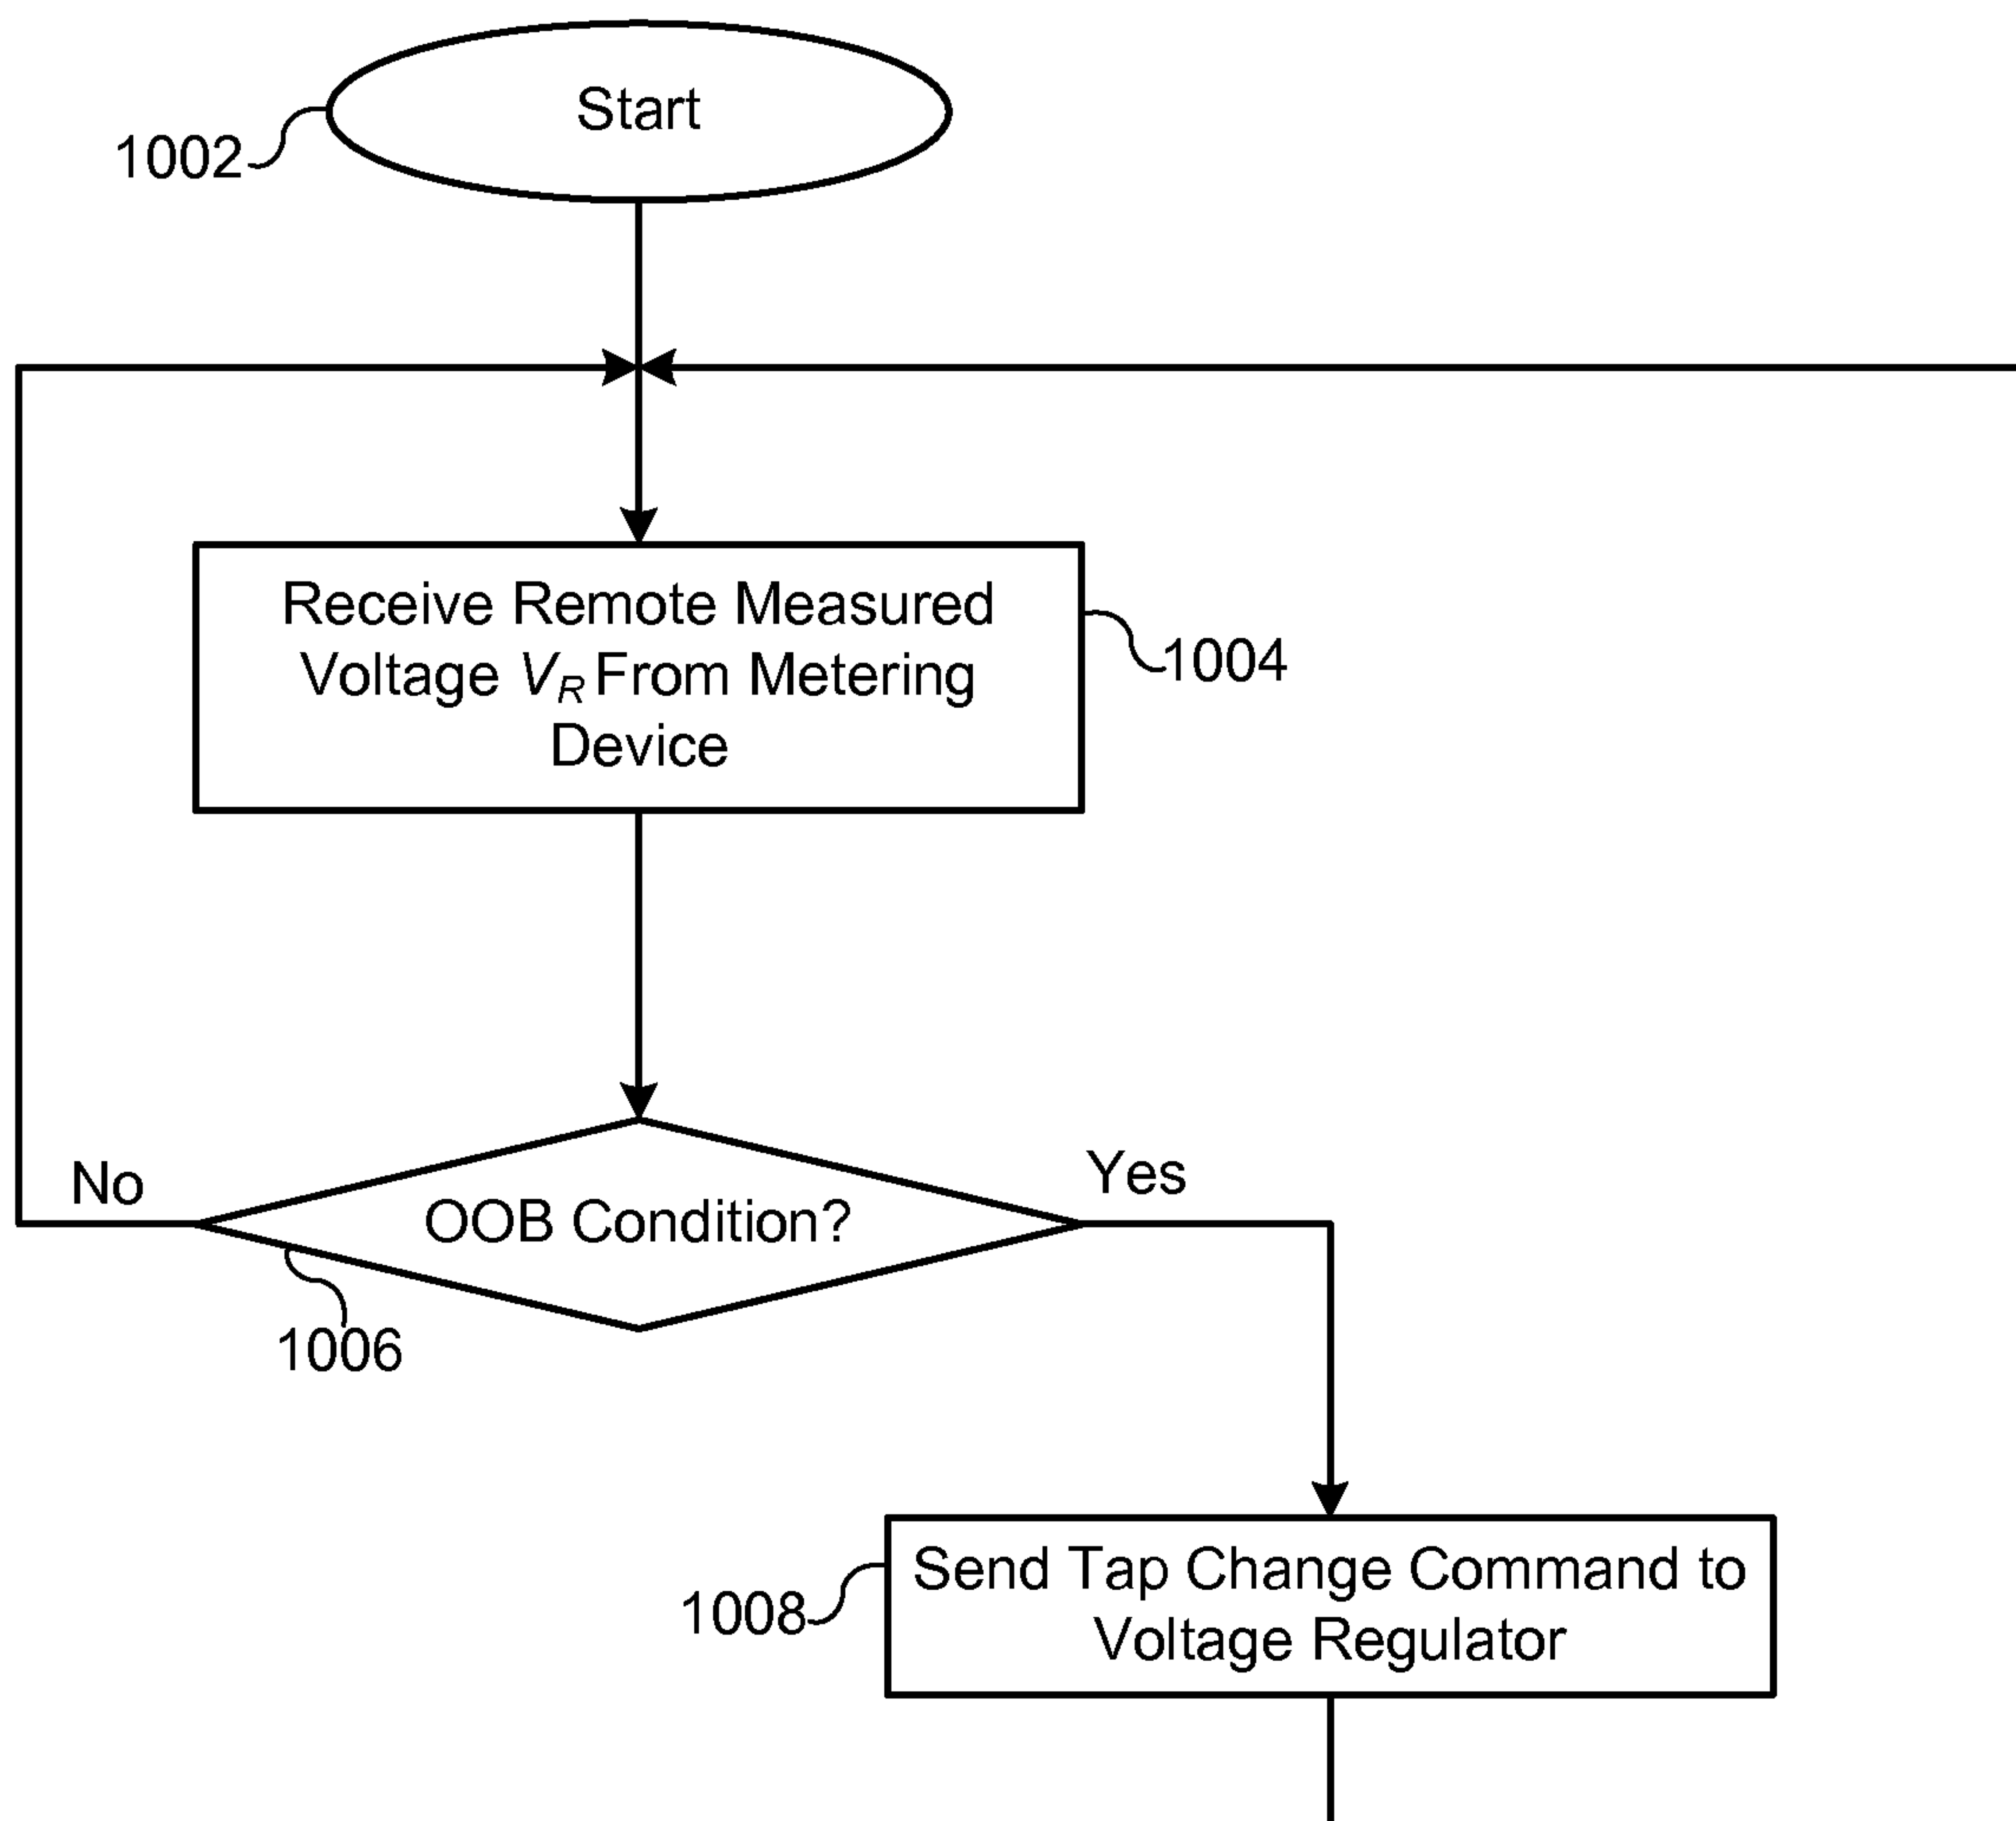 Start
1002
Receive Remote Measured
Voltage V_R From Metering
Device
1004
No
OOB Condition?
Yes
1006
Send Tap Change Command to
Voltage Regulator
1008